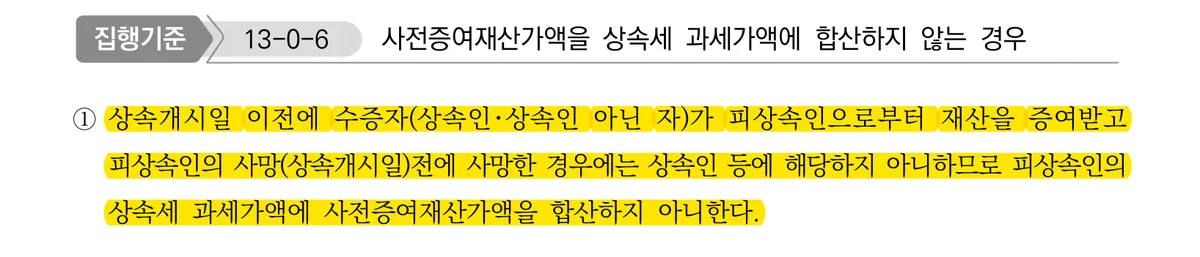 집행기준 13-0-6 사전증여재산가액을 상속세 과세가액에 합산하지 않는 경우
① 상속개시일 이전에 수증자(상속인·상속인 아닌 자)가 피상속인으로부터 재산을 증여받고
피상속인의 사망(상속개시일)전에 사망한 경우에는 상속인 등에 해당하지 아니하므로 피상속인의
상속세 과세가액에 사전증여재산가액을 합산하지 아니한다.